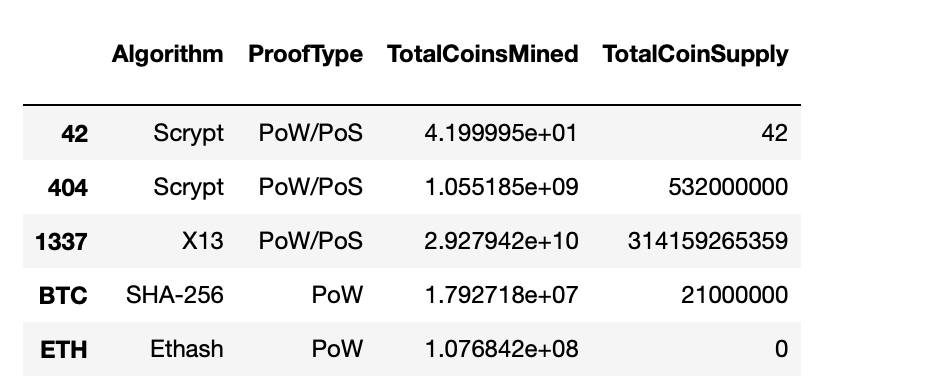 Algorithm ProofType TotalCoinsMined TotalCoinSupply
42 Scrypt PoW/PoS 4.199995e+01 42
404 Scrypt PoW/PoS 1.055185e+09 532000000
1337 X13 PoW/PoS 2.927942e+10 314159265359
BTC SHA-256 PoW 1.792718e+07 21000000
ETH Ethash PoW 1.076842e+08 0